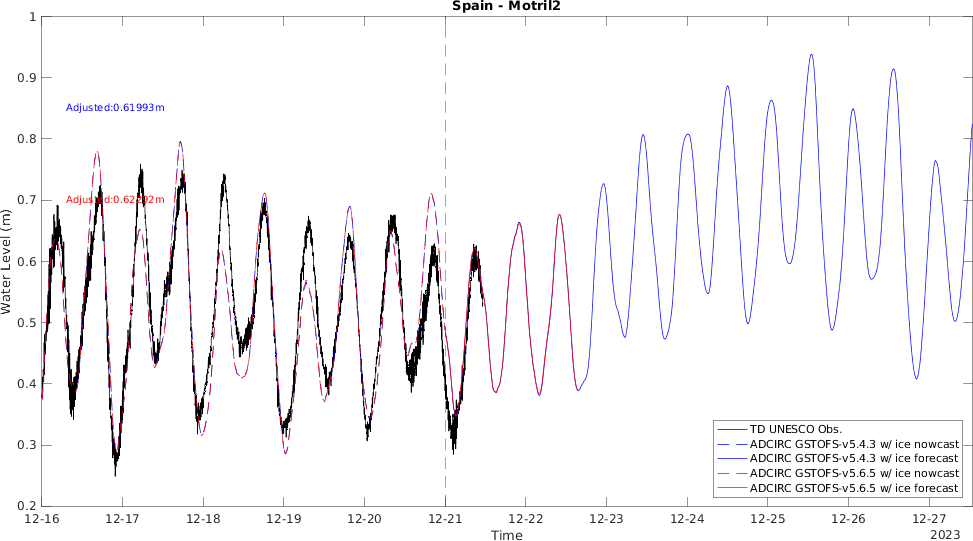 Spain - Motril2
1
0.9
0.8
0.7
0.6
0.5
0.4
0.3
0.2
Water Level (m)
Adjusted:0.61993m
12-16
12-17
12-18
12-19
12-20
12-21
12-22
12-23
12-24
12-25
12-26
12-27
2023
Time
TD UNESCO Obs.
ADCIRC GSTOFS-v5.4.3 w/ ice nowcast
ADCIRC GSTOFS-v5.4.3 w/ ice forecast
ADCIRC GSTOFS-v5.6.5 w/ ice nowcast
ADCIRC GSTOFS-v5.6.5 w/ ice forecast